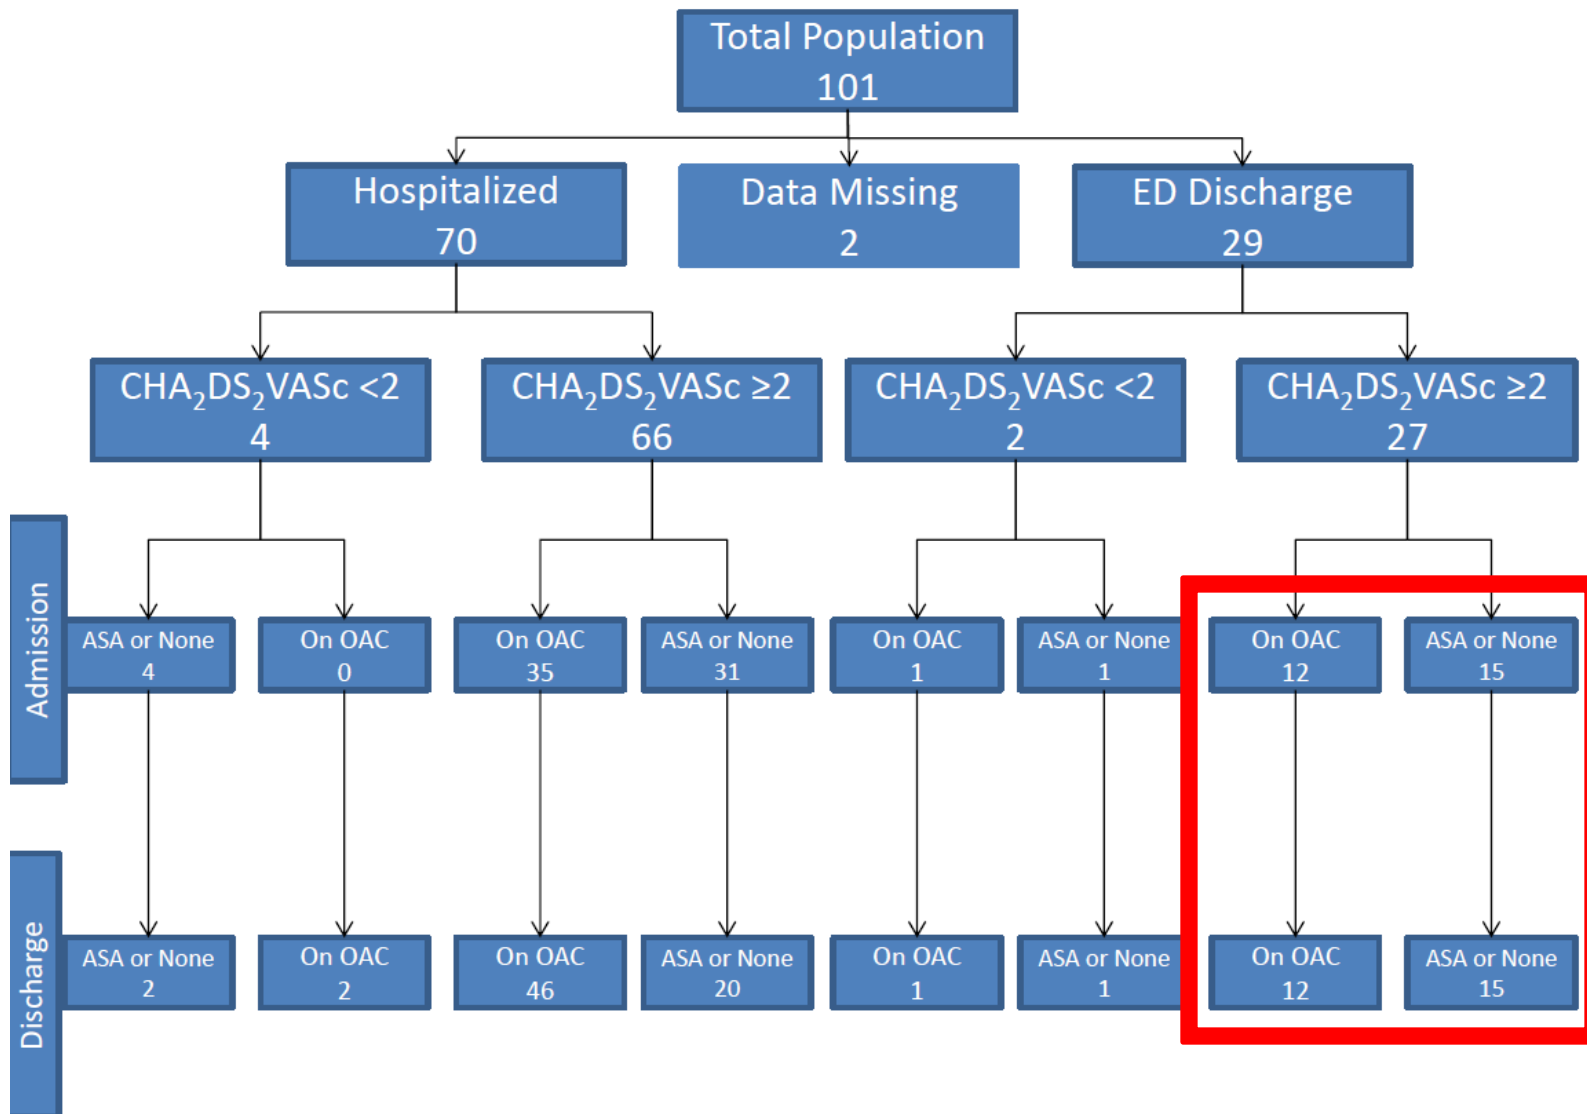 Total Population
101
Hospitalized
70
Data Missing
2
ED Discharge
29
CHA₂DS₂VASc <2
4
CHA₂DS₂VASc ≥2
66
CHA₂DS₂VASc <2
2
CHA₂DS₂VASc ≥2
27
Admission
ASA or None
4
On OAC
0
On OAC
35
ASA or None
31
On OAC
1
ASA or None
1
On OAC
12
ASA or None
15
Discharge
ASA or None
2
On OAC
2
On OAC
46
ASA or None
20
On OAC
1
ASA or None
1
On OAC
12
ASA or None
15